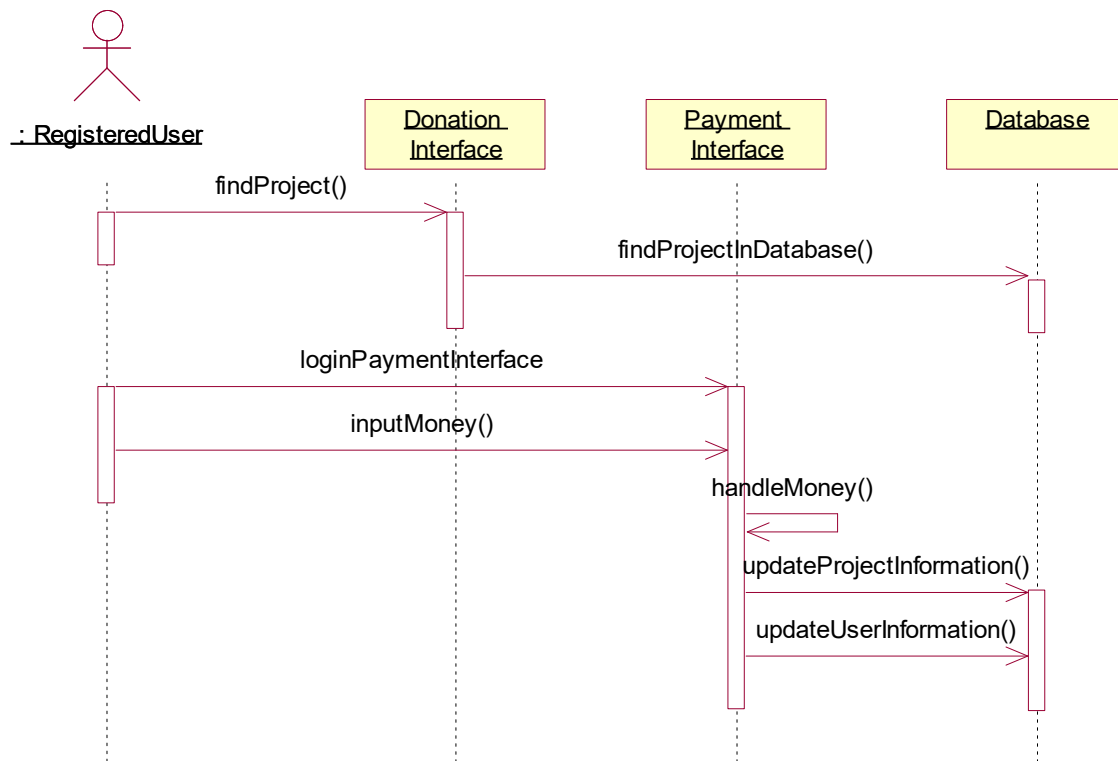 : RegisteredUser
Donation
Interface
Payment
Interface
Database
findProject()
findProjectInDatabase()
loginPaymentInterface
inputMoney()
handleMoney()
updateProjectInformation()
updateUserInformation()